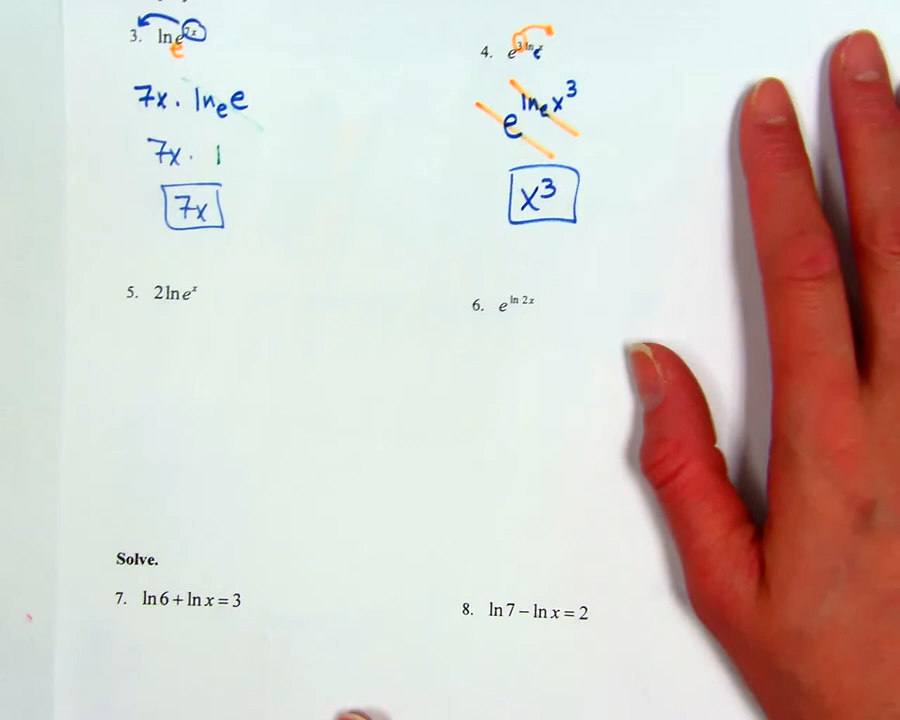 3. ln e^7x e
7x · ln_e e
7x · 1
7x
4. e^3 ln_e x
e^ln_e x^3
x^3
5. 2 ln e^x
6. e^ln 2x
Solve.
7. ln 6 + ln x = 3
8. ln 7 − ln x = 2